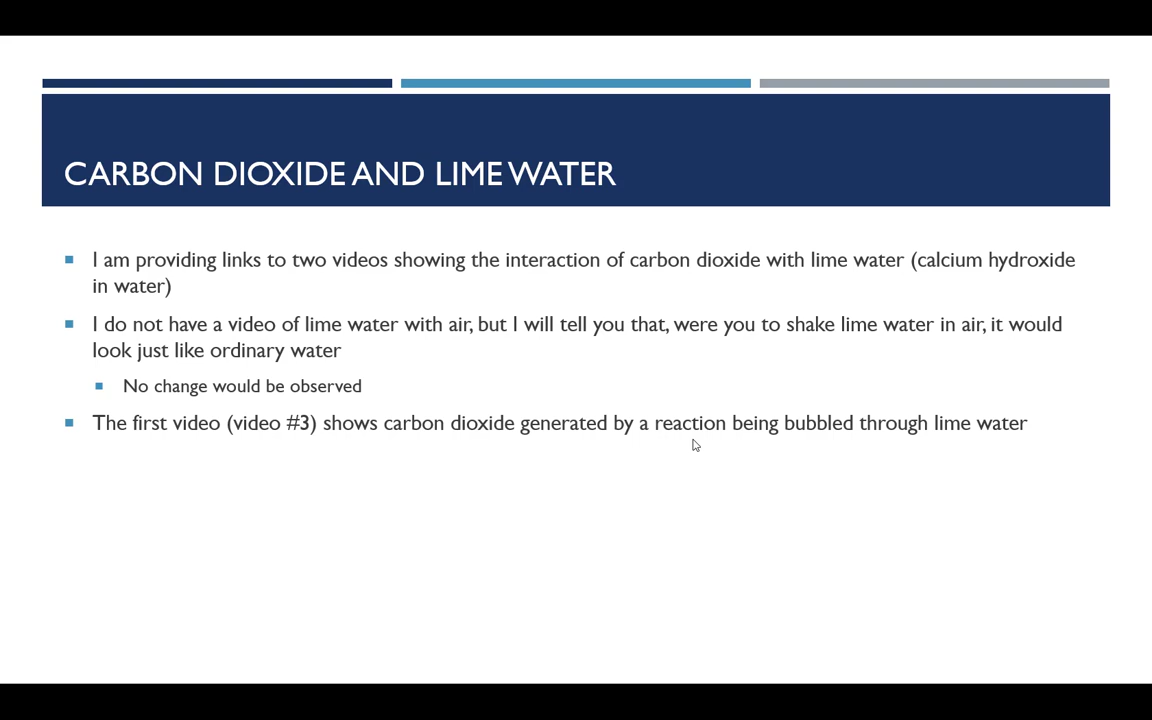 CARBON DIOXIDE AND LIME WATER
I am providing links to two videos showing the interaction of carbon dioxide with lime water (calcium hydroxide
in water)
I do not have a video of lime water with air, but I will tell you that, were you to shake lime water in air, it would
look just like ordinary water
No change would be observed
The first video (video #3) shows carbon dioxide generated by a reaction being bubbled through lime water